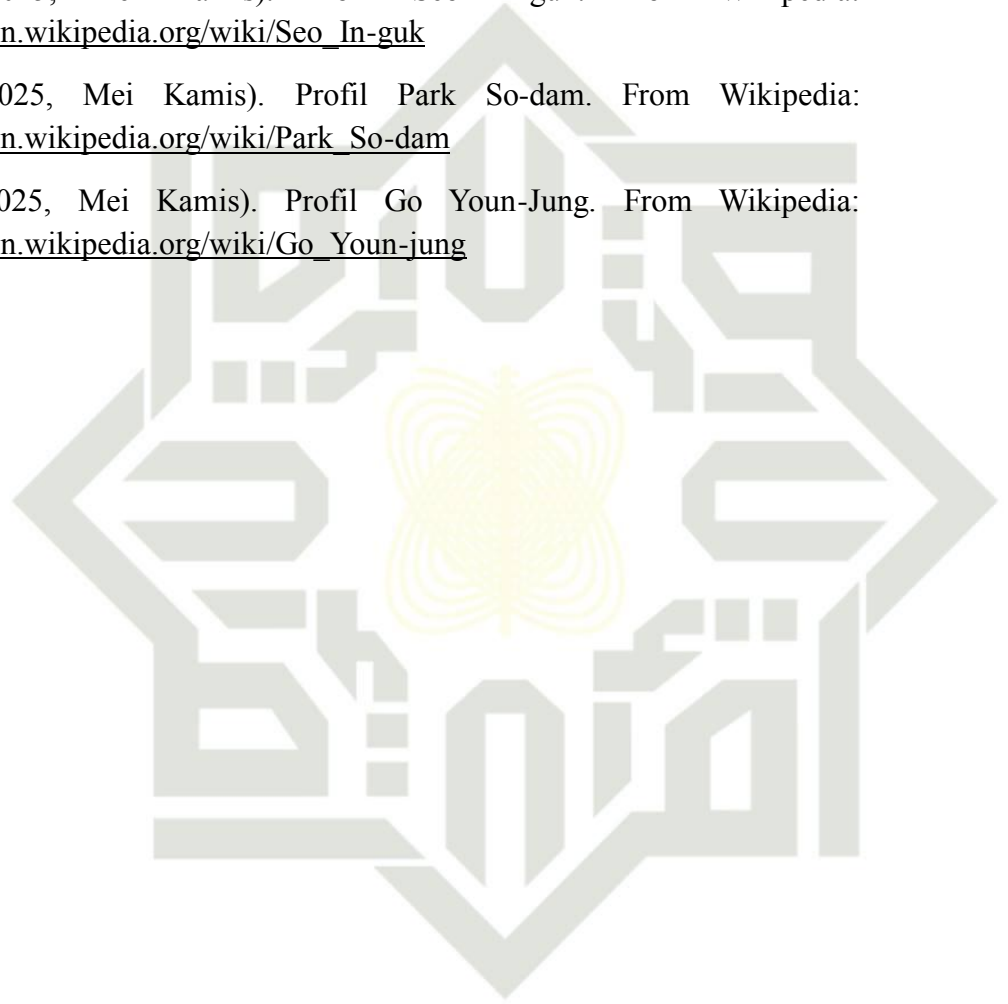 n.wikipedia.org/wiki/Seo_In-guk
025, Mei Kamis). Profil Park So-dam. From Wikipedia:
n.wikipedia.org/wiki/Park_So-dam
025, Mei Kamis). Profil Go Youn-Jung. From Wikipedia:
n.wikipedia.org/wiki/Go_Youn-jung